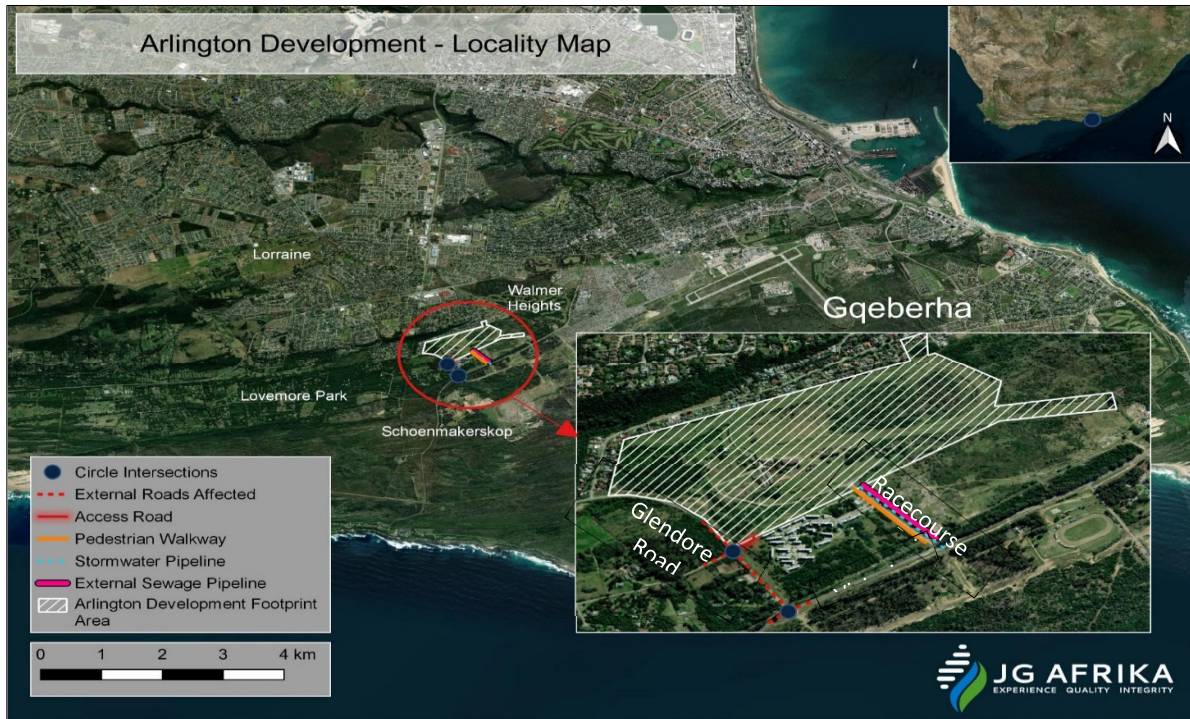 Arlington Development - Locality Map
N
Lorraine
Walmer
Heights
Gqeberha
Lovemore Park
Schoenmakerskop
Racecourse
Glendore
Road
Circle Intersections
External Roads Affected
Access Road
Pedestrian Walkway
Stormwater Pipeline
External Sewage Pipeline
Arlington Development Footprint
Area
0 1 2 3 4 km
JG AFRIKA
EXPERIENCE QUALITY INTEGRITY